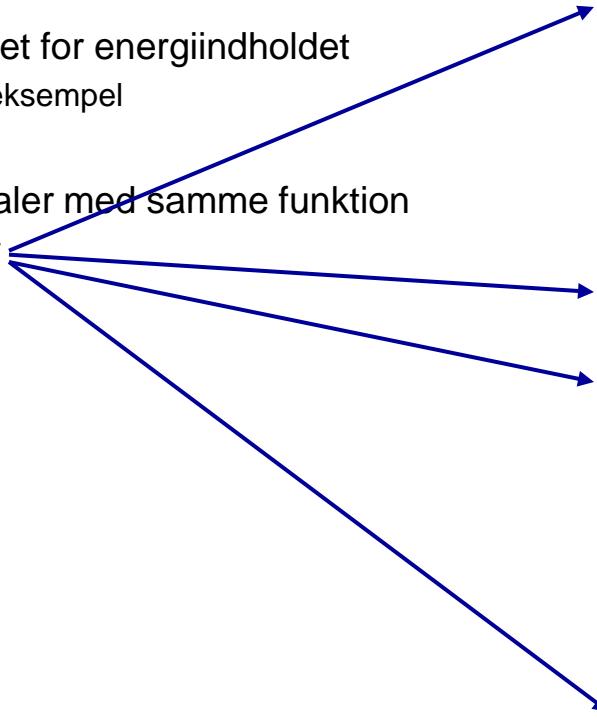 et for energiindholdet
eksempel
aler med samme funktion